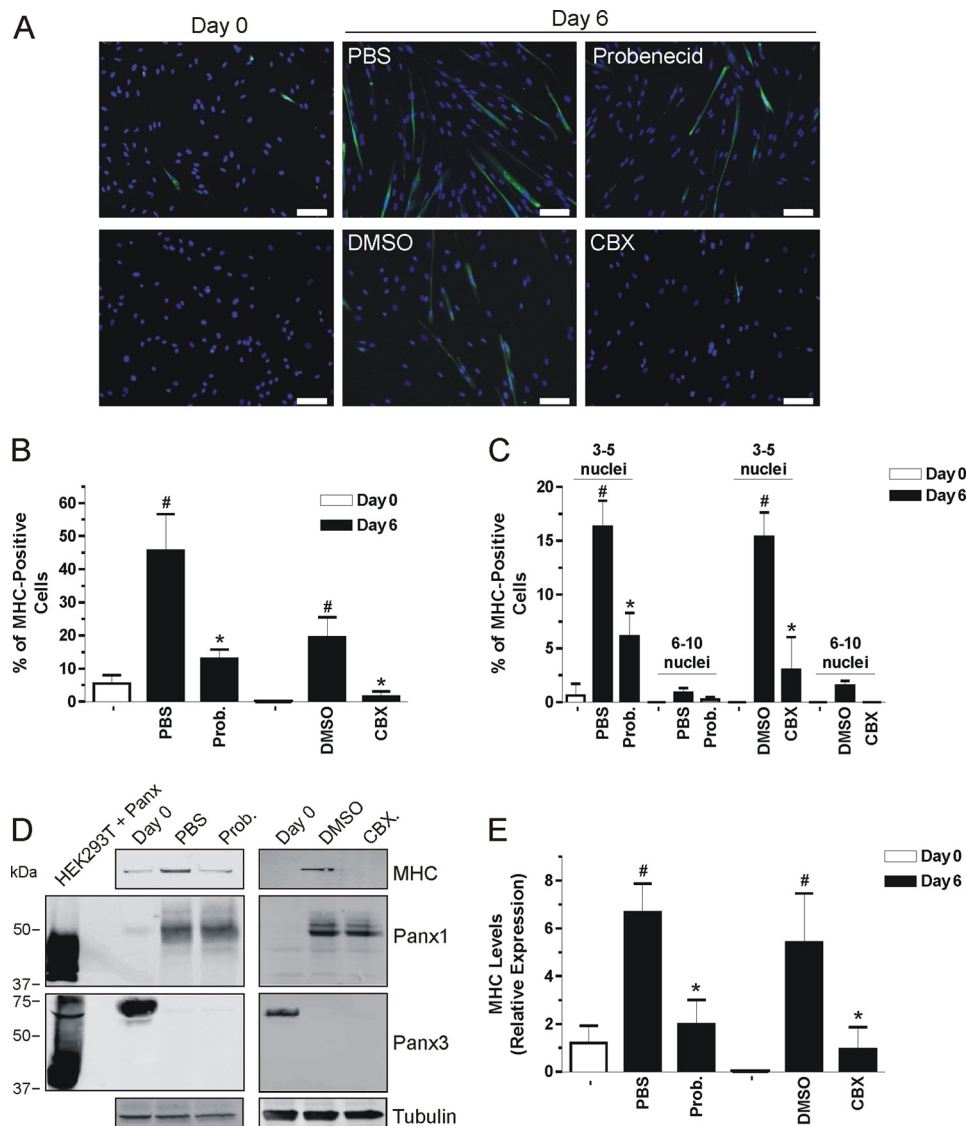 A
Day 0
Day 6
PBS
Probenecid
DMSO
CBX
B
% of MHC-Positive
Cells
65
60
50
40
30
20
10
0
#
*
#
*
Day 0
Day 6
-
PBS
Prob.
-
DMSO
CBX
C
% of MHC-Positive
Cells
20
15
10
5
0
3-5
nuclei
#
*
6-10
nuclei
3-5
nuclei
#
*
6-10
nuclei
Day 0
Day 6
-
PBS
Prob.
-
PBS
Prob.
-
DMSO
CBX
-
DMSO
CBX
D
HEK293T + Panx
Day 0
PBS
Prob.
Day 0
DMSO
CBX.
kDa
MHC
50
Panx1
37
75
50
Panx3
37
Tubulin
E
MHC Levels
(Relative Expression)
8
6
4
2
0
#
*
#
*
Day 0
Day 6
-
PBS
Prob.
-
DMSO
CBX